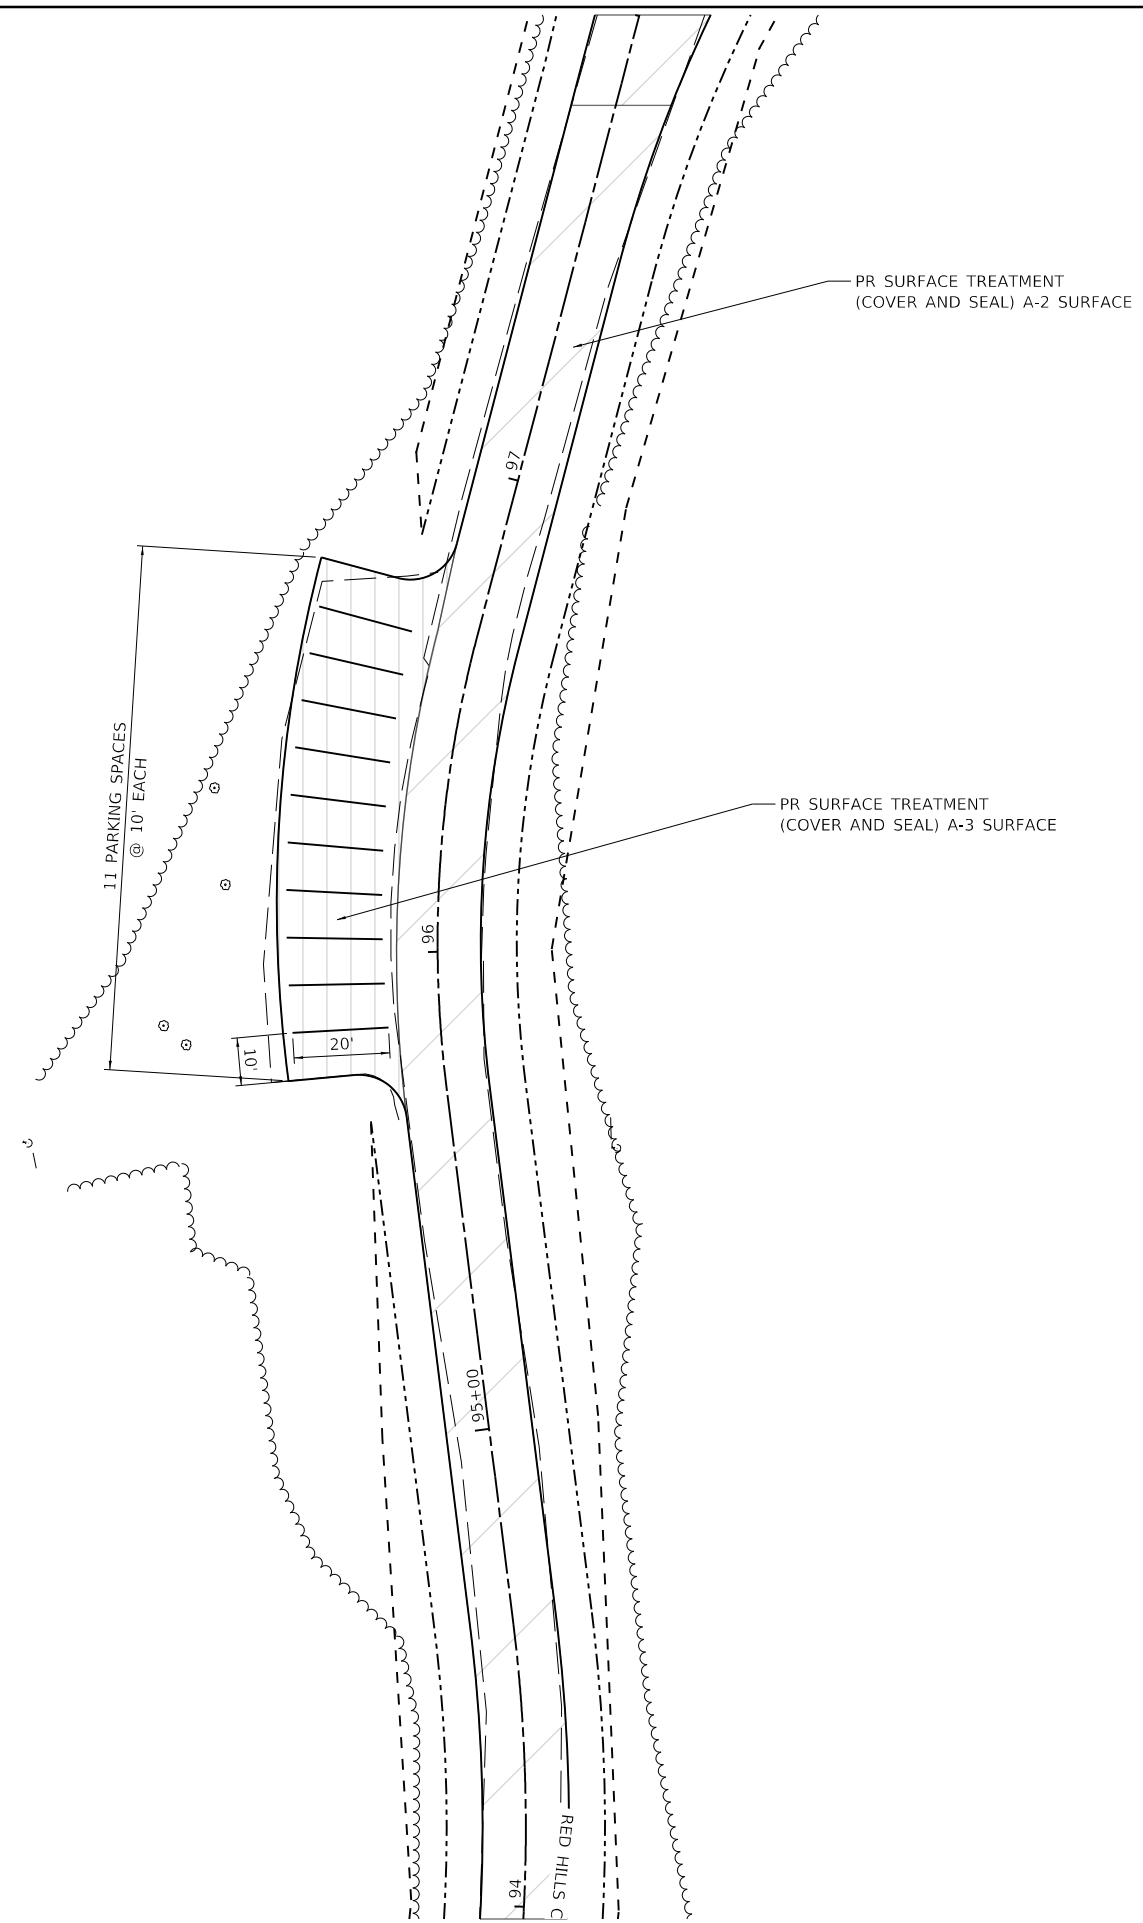 PR SURFACE TREATMENT
(COVER AND SEAL) A-2 SURFACE
97
11 PARKING SPACES
@ 10' EACH
PR SURFACE TREATMENT
(COVER AND SEAL) A-3 SURFACE
96
20'
10'
95+00
RED HILLS C
94